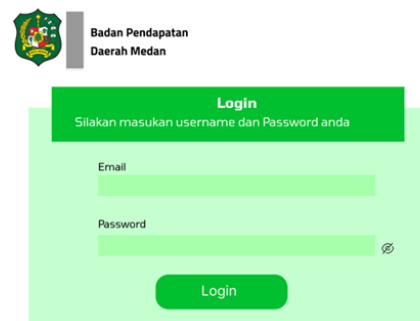 Badan Pendapatan
Daerah Medan
Login
Silakan masukan username dan Password anda
Email
Password
Login